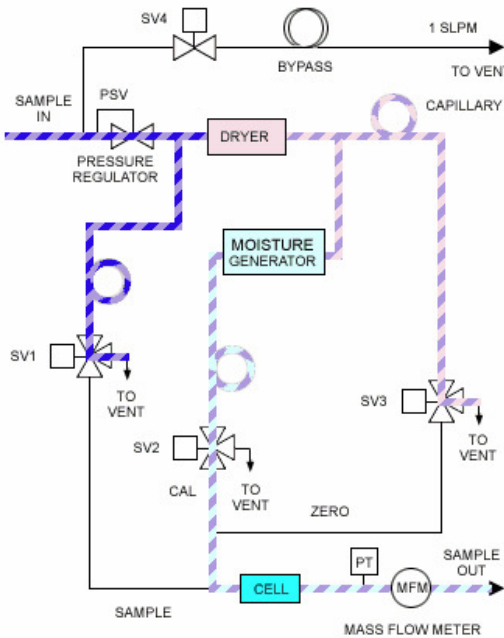 SV4
1 SLPM
BYPASS
TO VENT
SAMPLE
IN
PSV
CAPILLARY
DRYER
PRESSURE
REGULATOR
MOISTURE
GENERATOR
SV1
TO
VENT
SV3
SV2
TO
VENT
CAL
TO
VENT
ZERO
PT
SAMPLE
OUT
CELL
MFM
SAMPLE
MASS FLOW METER